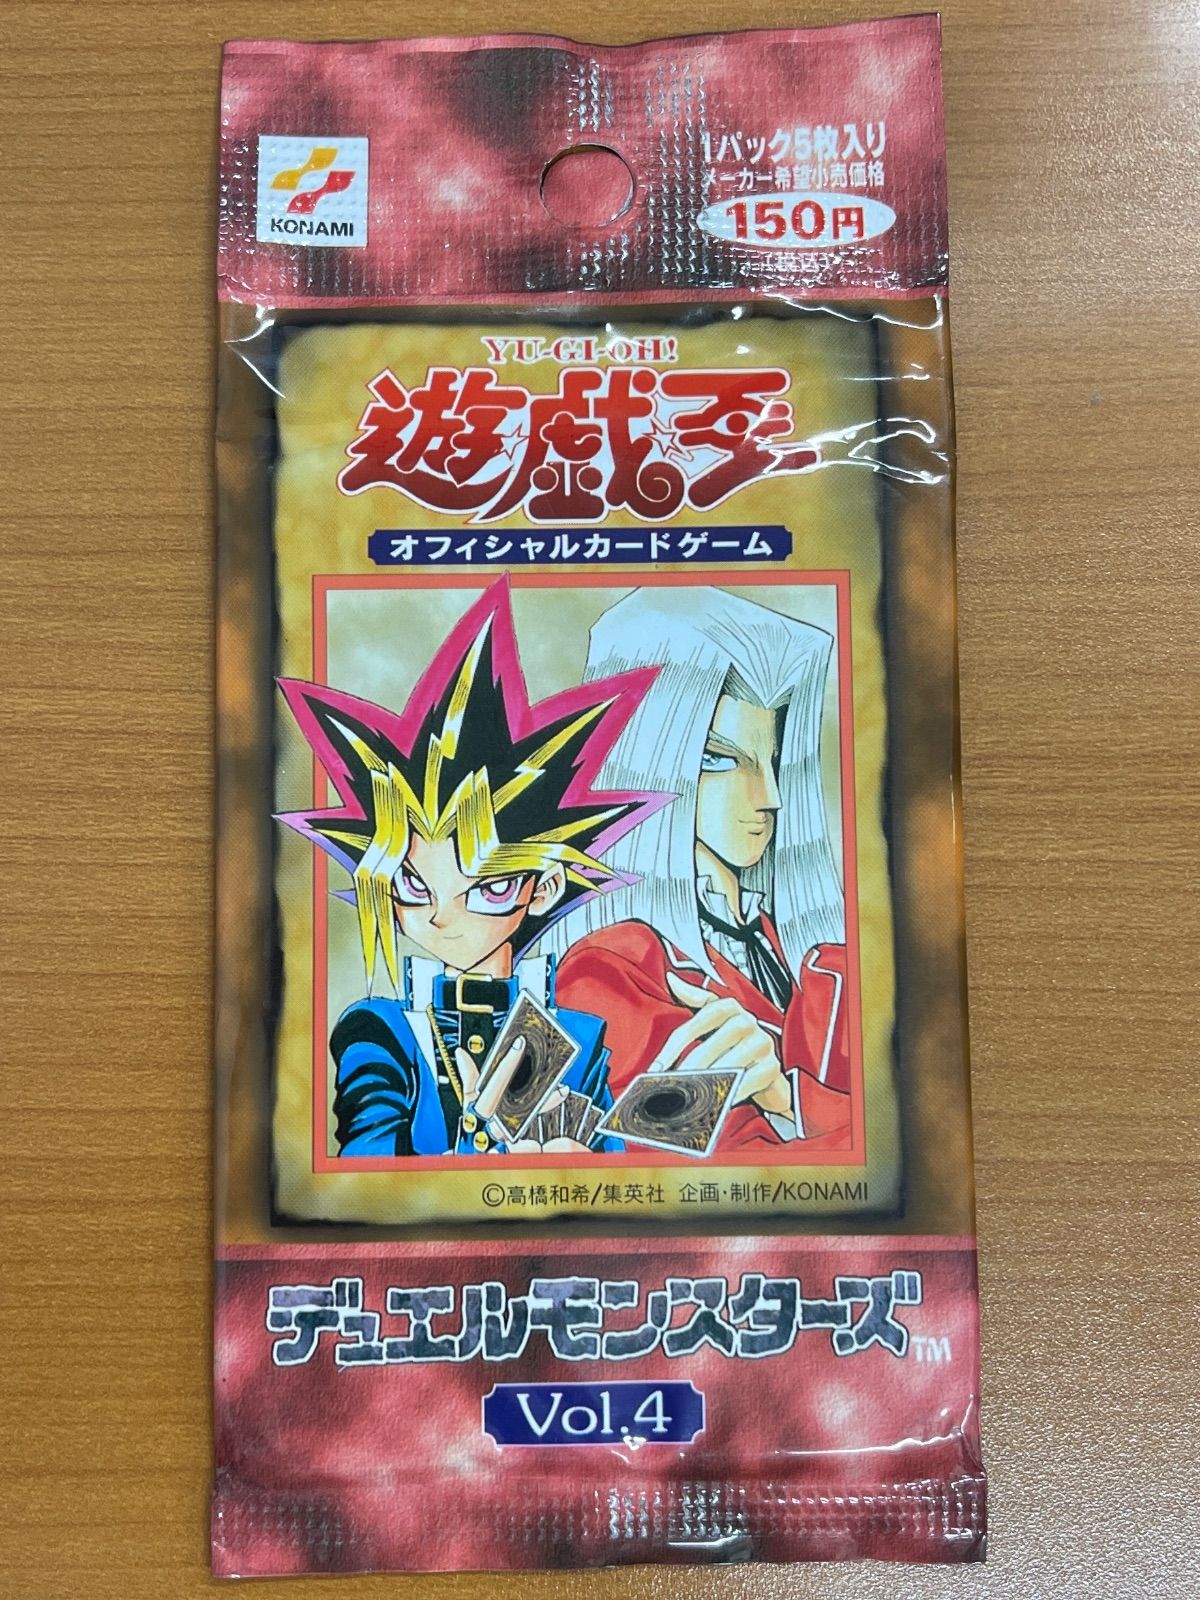 KONAMI
1パック5枚入り
メーカー希望小売価格
150円
(税込)
YU-GI-OH!
遊☆戯☆王
オフィシャルカードゲーム
©高橋和希/集英社 企画・制作/KONAMI
デュエルモンスターズ™
Vol.4